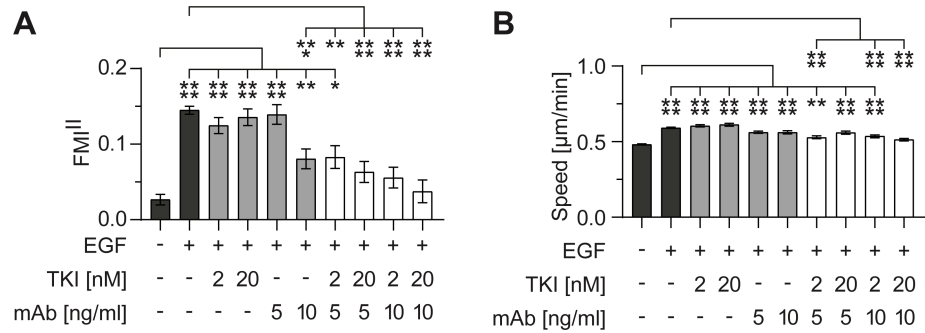 A
** ** ** ** **
* ** ** **
** ** ** ** ** *
** ** ** **
FMI^II
0.2
0.1
0.0
EGF - + + + + + + + + +
TKI [nM] - - 2 20 - - 2 20 2 20
mAb [ng/ml] - - - - 5 10 5 5 10 10
B
** ** **
** ** **
** ** ** ** ** ** ** **
** ** ** ** ** ** **
Speed [µm/min]
1.0
0.5
0.0
EGF - + + + + + + + + +
TKI [nM] - - 2 20 - - 2 20 2 20
mAb [ng/ml] - - - - 5 10 5 5 10 10